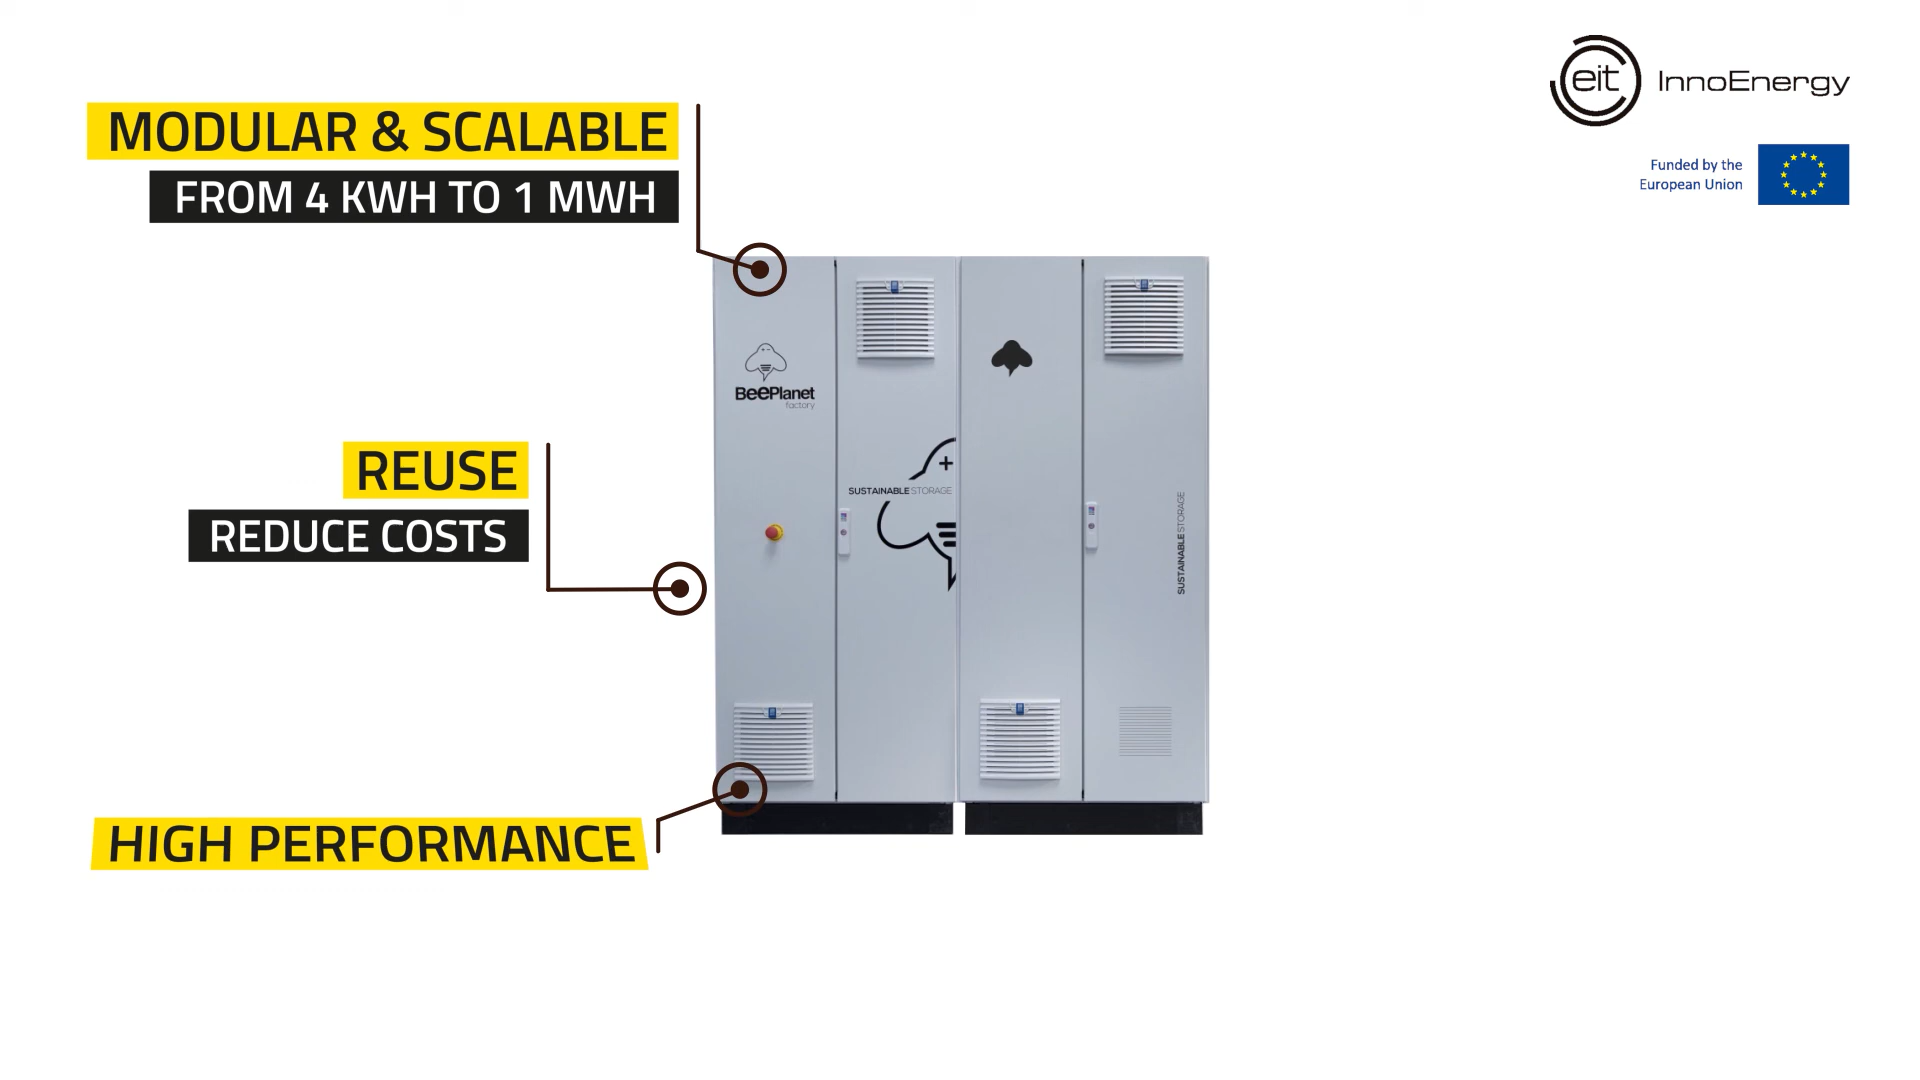 eit InnoEnergy
Funded by the
European Union
MODULAR & SCALABLE
FROM 4 KWH TO 1 MWH
BeePlanet
factory
SUSTAINABLE STORAGE
SUSTAINABLE STORAGE
REUSE
REDUCE COSTS
HIGH PERFORMANCE